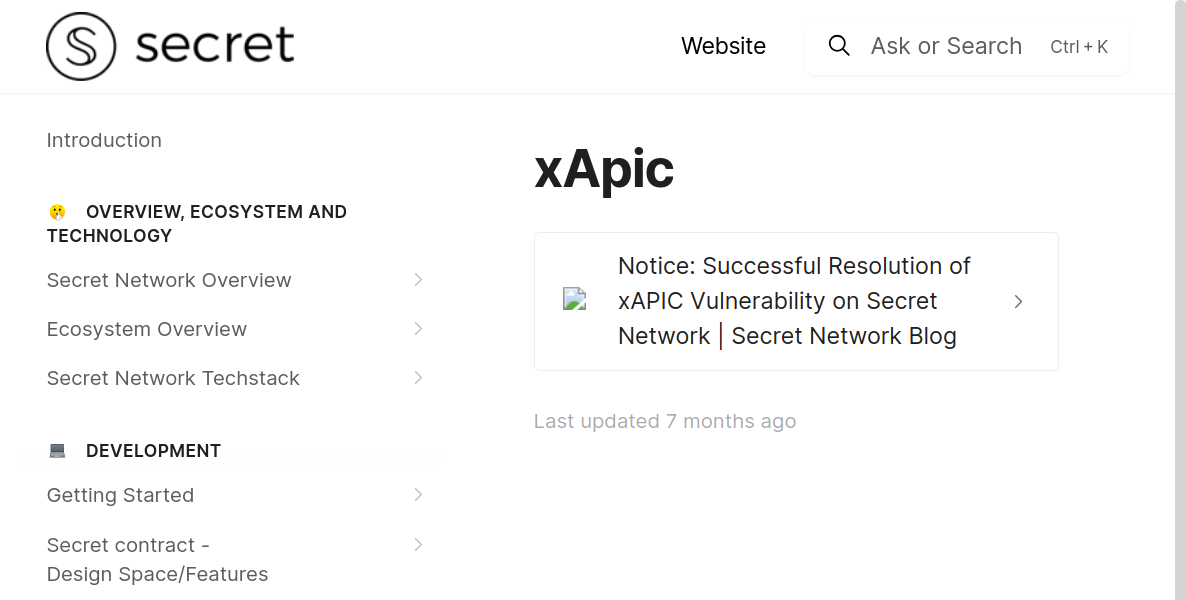 secret
Website
Ask or Search
Ctrl + K
Introduction
OVERVIEW, ECOSYSTEM AND
TECHNOLOGY
Secret Network Overview
Ecosystem Overview
Secret Network Techstack
DEVELOPMENT
Getting Started
Secret contract -
Design Space/Features
xApic
Notice: Successful Resolution of
xAPIC Vulnerability on Secret
Network | Secret Network Blog
Last updated 7 months ago